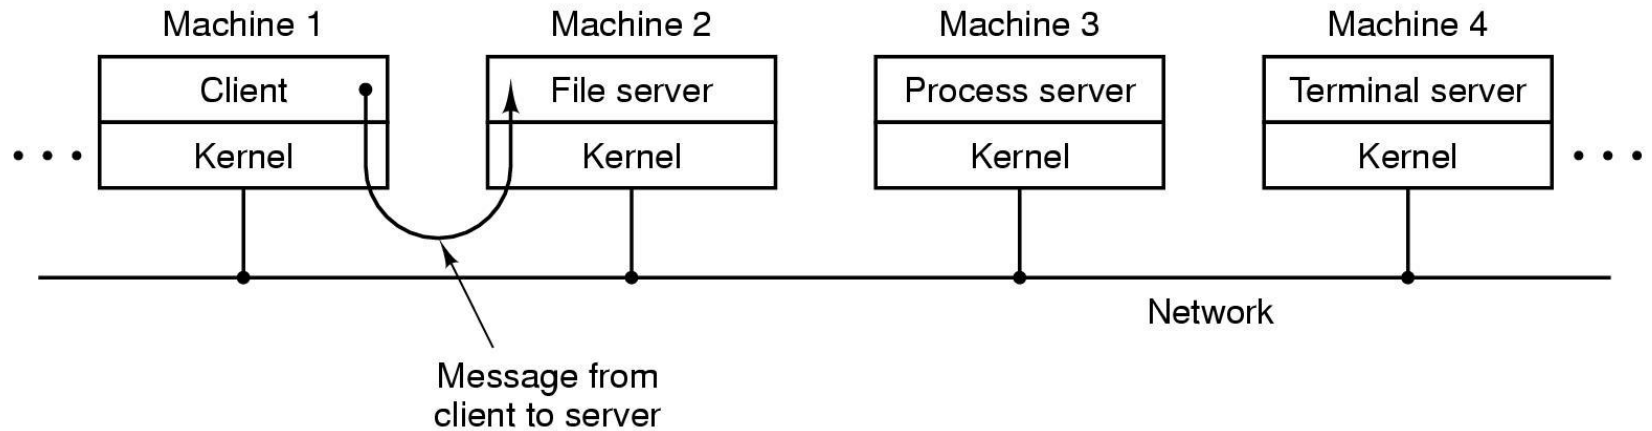 Machine 1
Machine 2
Machine 3
Machine 4
Client
File server
Process server
Terminal server
• • •
Kernel
Kernel
Kernel
Kernel
• • •
Network
Message from
client to server